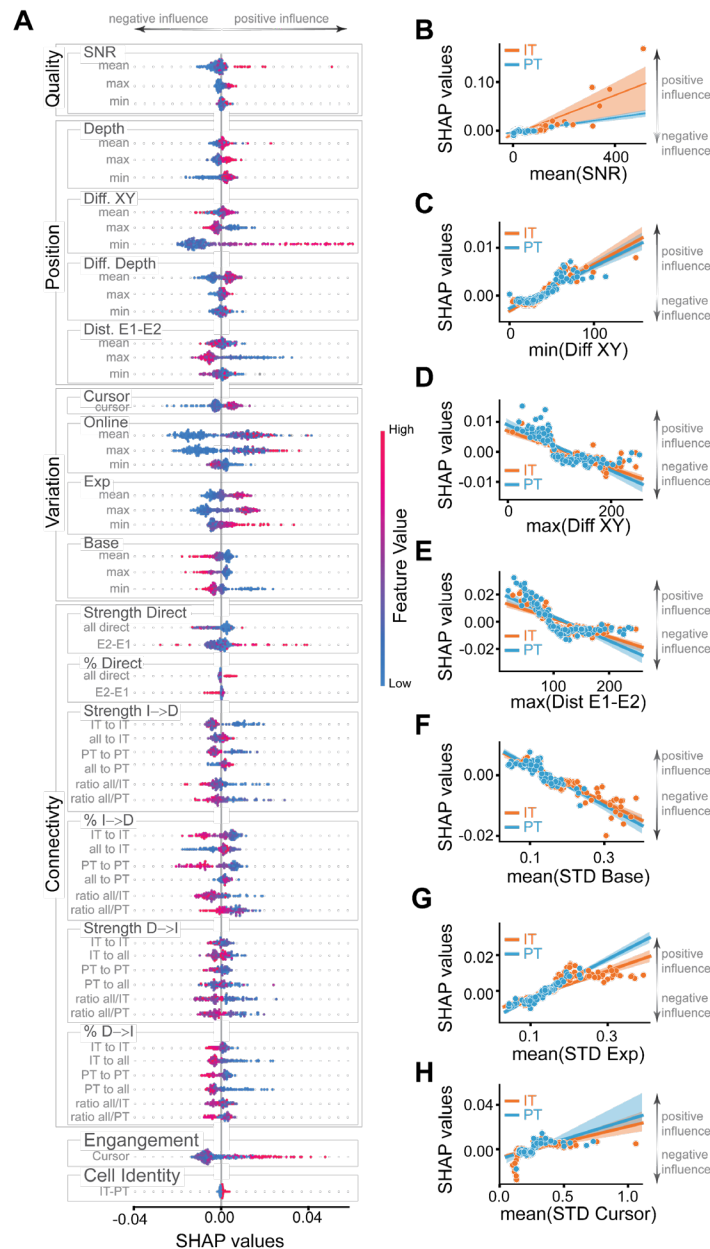 A
negative influence
positive influence
Quality
SNR
mean
max
min
Position
Depth
mean
max
min
Diff. XY
mean
max
min
Diff. Depth
mean
max
min
Dist. E1-E2
mean
max
min
Variation
Cursor
cursor
Online
mean
max
min
Exp
mean
max
min
Base
mean
max
min
Connectivity
Strength Direct
all direct
E2-E1
% Direct
all direct
E2-E1
Strength I->D
IT to IT
all to IT
PT to PT
all to PT
ratio all/IT
ratio all/PT
% I->D
IT to IT
all to IT
PT to PT
all to PT
ratio all/IT
ratio all/PT
Strength D->I
IT to IT
IT to all
PT to PT
PT to all
ratio all/IT
ratio all/PT
% D->I
IT to IT
IT to all
PT to PT
PT to all
ratio all/IT
ratio all/PT
Engangement
Cursor
Cell Identity
IT-PT
-0.04
0.00
0.04
SHAP values
High
Feature Value
Low
B
SHAP values
0.10
0.00
IT
PT
0
400
mean(SNR)
positive
influence
negative
influence
C
SHAP values
0.01
0.00
IT
PT
0
100
min(Diff XY)
positive
influence
negative
influence
D
SHAP values
0.01
0.00
-0.01
IT
PT
0
200
max(Diff XY)
positive
influence
negative
influence
E
SHAP values
0.02
0.00
-0.02
IT
PT
100
200
max(Dist E1-E2)
positive
influence
negative
influence
F
SHAP values
0.00
-0.02
IT
PT
0.1
0.3
mean(STD Base)
positive
influence
negative
influence
G
SHAP values
0.02
0.00
IT
PT
0.1
0.3
mean(STD Exp)
positive
influence
negative
influence
H
SHAP values
0.04
0.00
IT
PT
0.0
0.5
1.0
mean(STD Cursor)
positive
influence
negative
influence